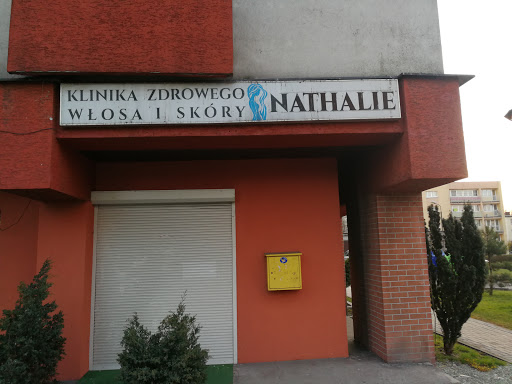 KLINIKA ZDROWEGO
WŁOSA I SKÓRY
NATHALIE